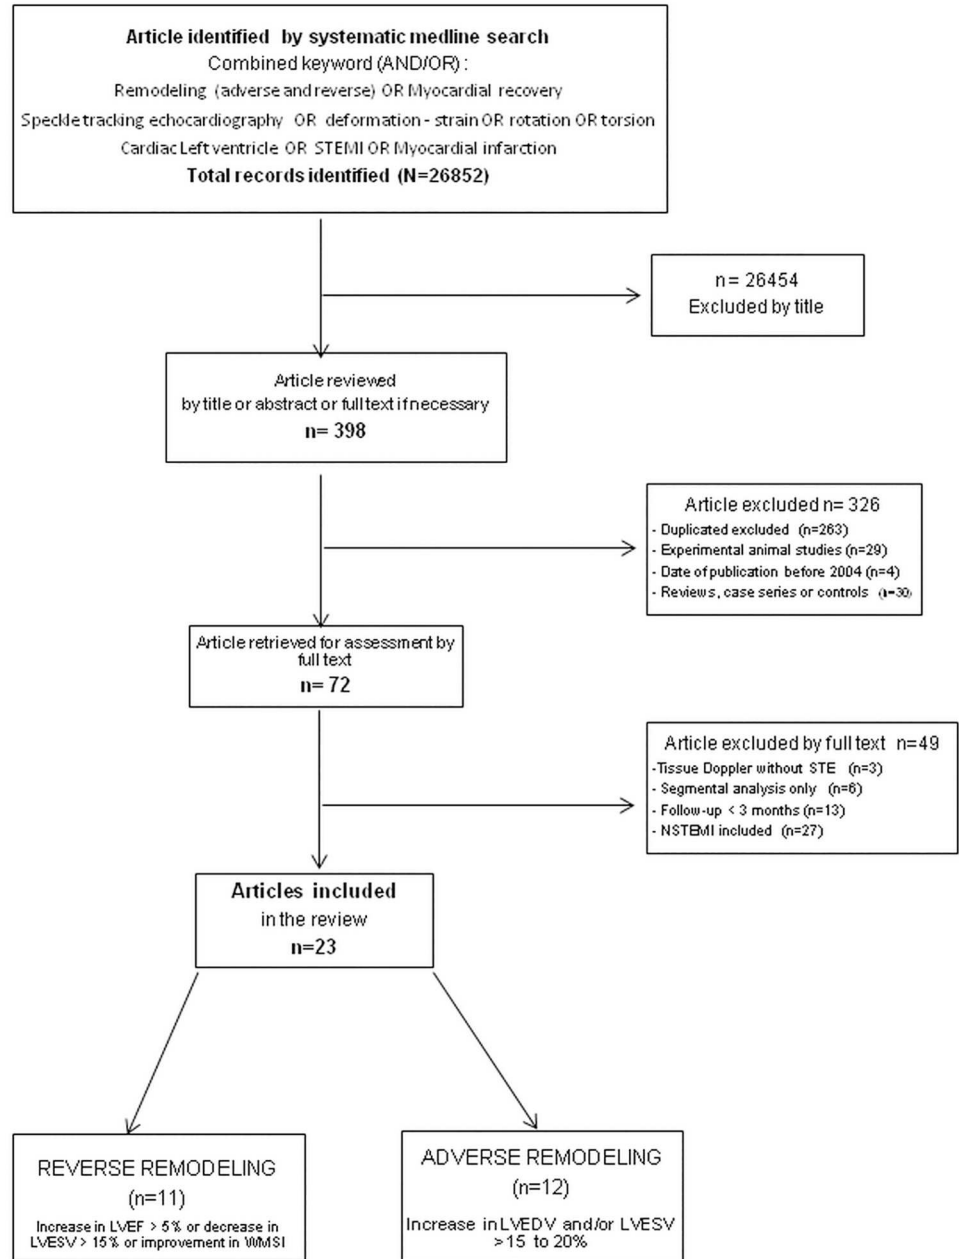 Article identified by systematic medline search
Combined keyword (AND/OR) :
Remodeling (adverse and reverse) OR Myocardial recovery
Speckle tracking echocardiography OR deformation - strain OR rotation OR torsion
Cardiac Left ventricle OR STEMI OR Myocardial infarction
Total records identified (N=26852)
n= 26454
Excluded by title
Article reviewed
by title or abstract or full text if necessary
n= 398
Article excluded n= 326
- Duplicated excluded (n=263)
- Experimental animal studies (n=29)
- Date of publication before 2004 (n=4)
- Reviews, case series or controls (n=30)
Article retrieved for assessment by
full text
n= 72
Article excluded by full text n=49
-Tissue Doppler without STE (n=3)
- Segmental analysis only (n=6)
- Follow-up < 3 months (n=13)
- NSTEMI included (n=27)
Articles included
in the review
n=23
REVERSE REMODELING
(n=11)
Increase in LVEF > 5% or decrease in
LVESV > 15% or improvement in WMSI
ADVERSE REMODELING
(n=12)
Increase in LVEDV and/or LVESV
>15 to 20%